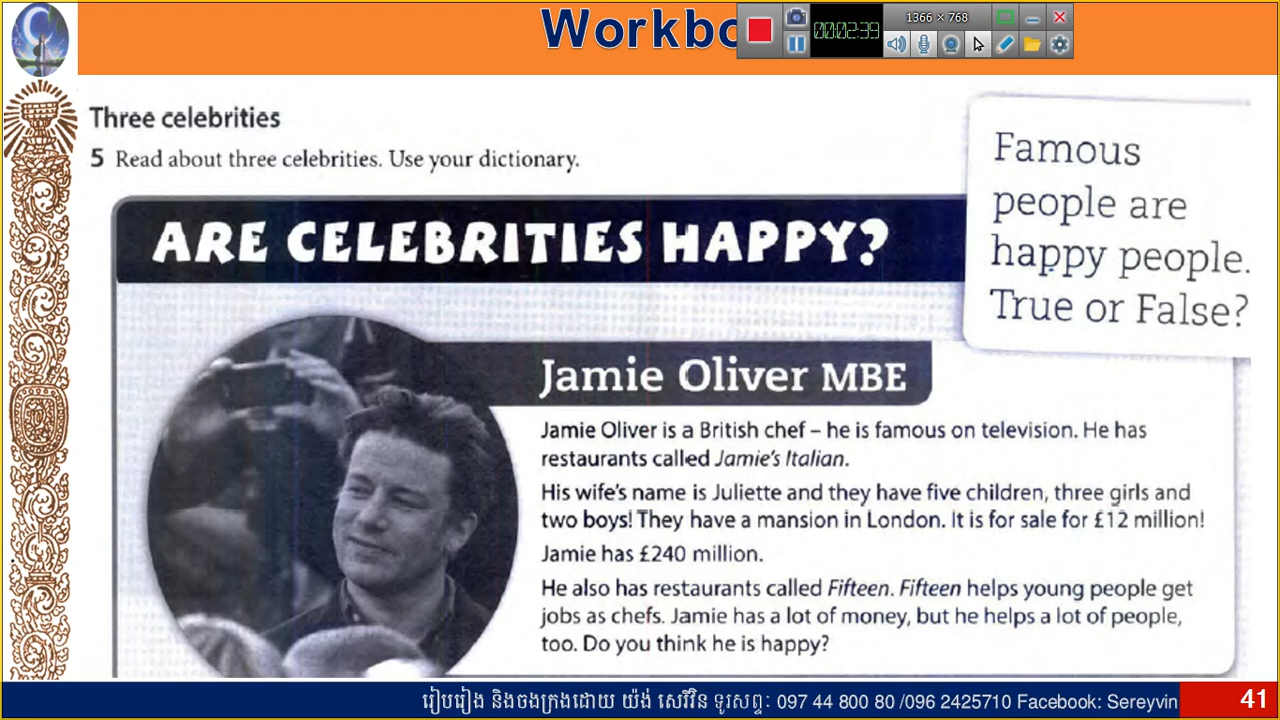 Workbo
1366 × 768
00:02:39
Three celebrities
5 Read about three celebrities. Use your dictionary.
ARE CELEBRITIES HAPPY?
Famous
people are
happy people.
True or False?
Jamie Oliver MBE
Jamie Oliver is a British chef – he is famous on television. He has
restaurants called Jamie's Italian.
His wife's name is Juliette and they have five children, three girls and
two boys! They have a mansion in London. It is for sale for £12 million!
Jamie has £240 million.
He also has restaurants called Fifteen. Fifteen helps young people get
jobs as chefs. Jamie has a lot of money, but he helps a lot of people,
too. Do you think he is happy?
រៀបរៀង និងចងក្រងដោយ យ៉ង់ សេរីវិន ទូរសព្ទៈ 097 44 800 80 /096 2425710 Facebook: Sereyvin
41